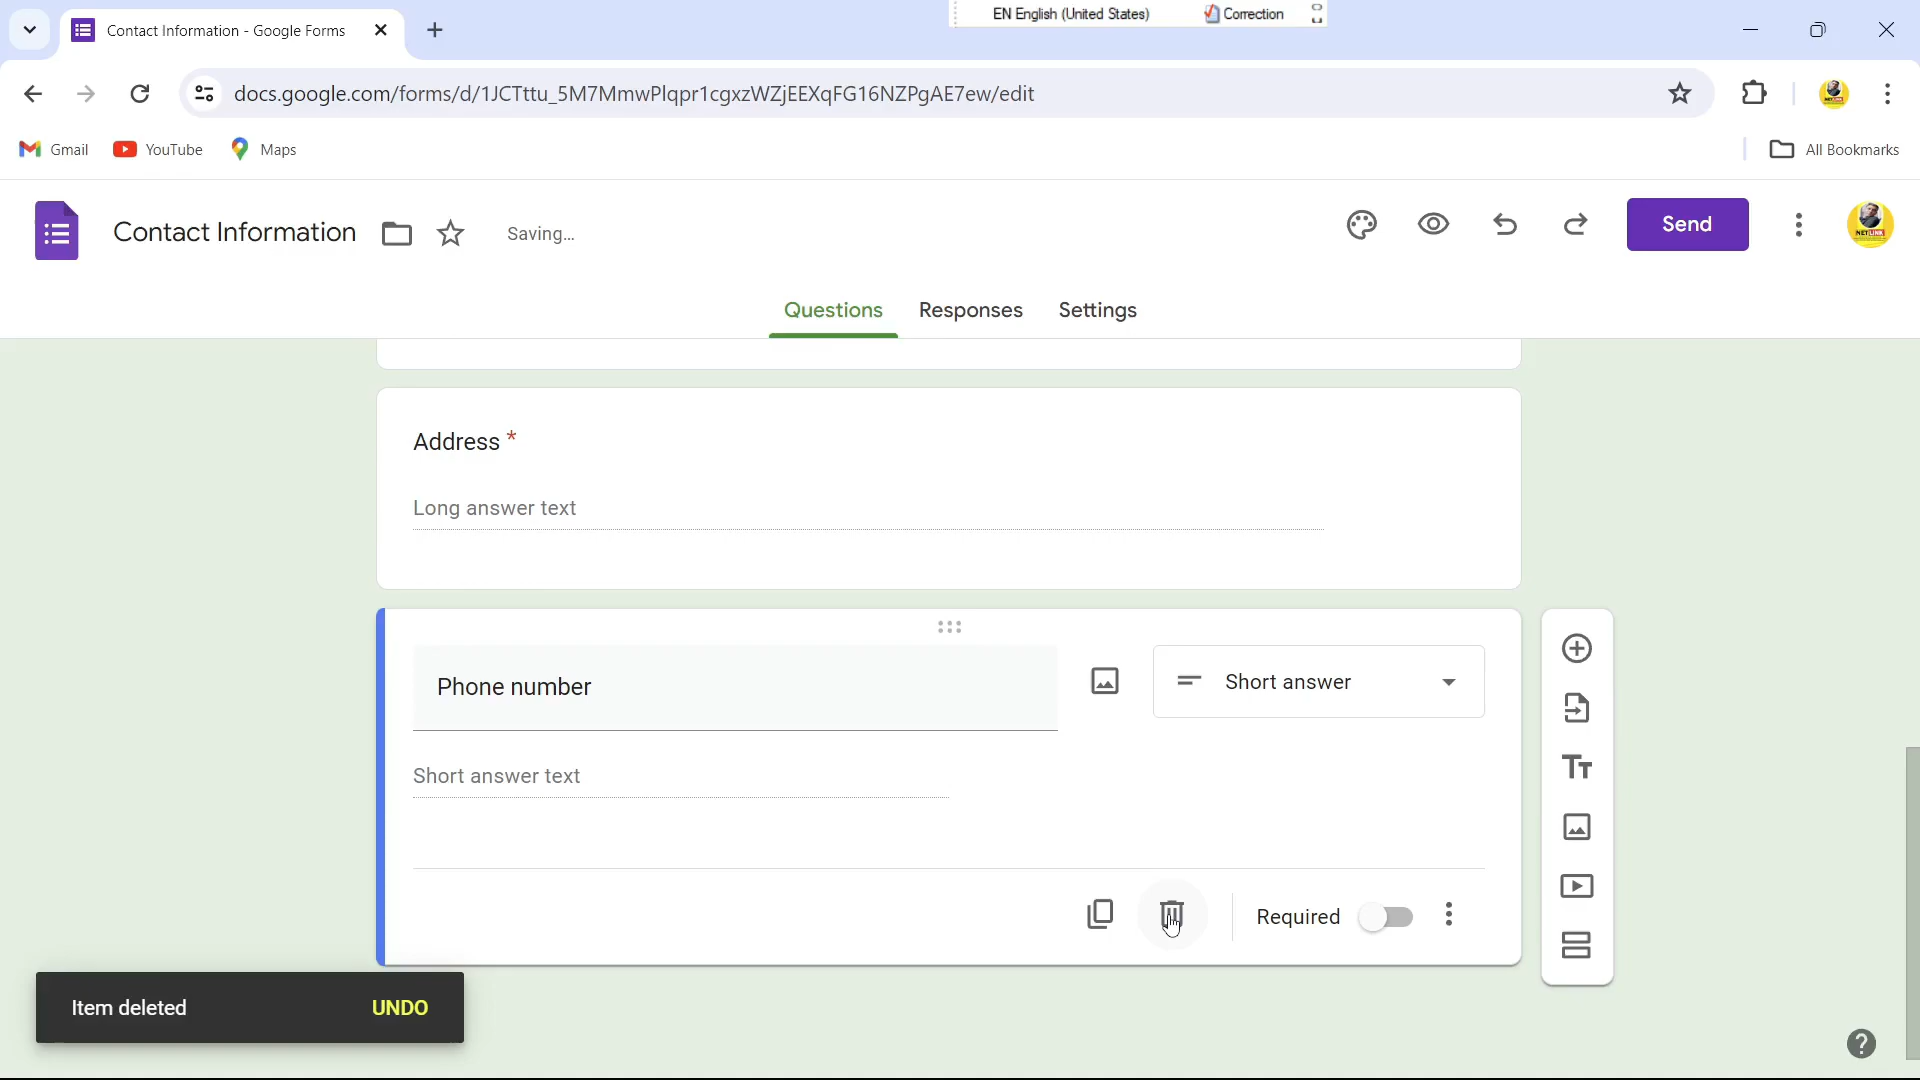 Contact Information - Google Forms
EN English (United States) Correction
docs.google.com/forms/d/1JCTttu_5M7MmwPlqpr1cgxzWZjEEXqFG16NZPgAE7ew/edit
Gmail YouTube Maps All Bookmarks
Contact Information Saving... Send
Questions Responses Settings
Address *
Long answer text
Phone number Short answer
Short answer text
Required
Item deleted UNDO